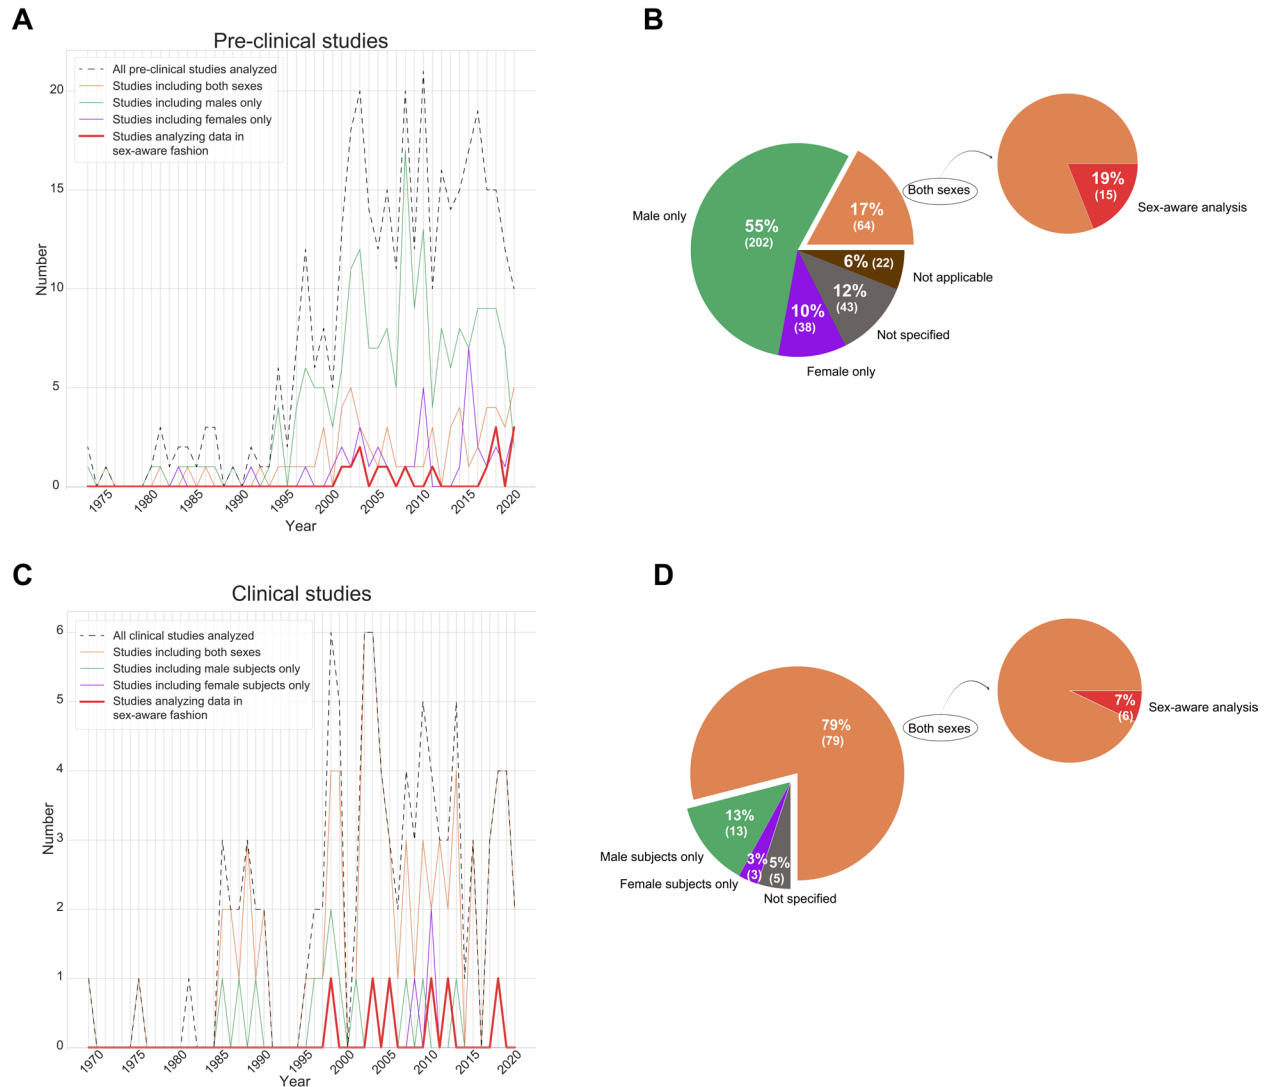 A
Pre-clinical studies
All pre-clinical studies analyzed
Studies including both sexes
Studies including males only
Studies including females only
Studies analyzing data in
sex-aware fashion
20
15
10
5
0
Number
1975
1980
1985
1990
1995
2000
2005
2010
2015
2020
Year
B
Male only
55%
(202)
17%
(64)
6% (22)
12%
(43)
10%
(38)
Both sexes
Not applicable
Not specified
Female only
19%
(15)
Sex-aware analysis
C
Clinical studies
All clinical studies analyzed
Studies including both sexes
Studies including male subjects only
Studies including female subjects only
Studies analyzing data in
sex-aware fashion
6
5
4
3
2
1
0
Number
1970
1975
1980
1985
1990
1995
2000
2005
2010
2015
2020
Year
D
79%
(79)
13%
(13)
3%
(3)
5%
(5)
Male subjects only
Female subjects only
Not specified
Both sexes
7%
(6)
Sex-aware analysis